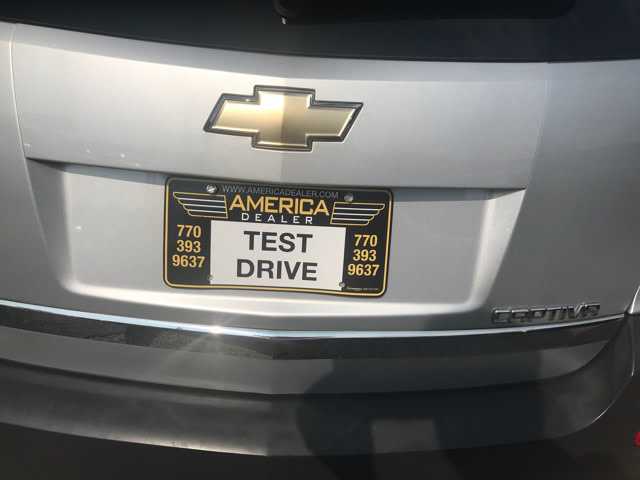 WWW.AMERICADEALER.COM
AMERICA
DEALER
770
393
9637
TEST
DRIVE
770
393
9637
CAPTIVA